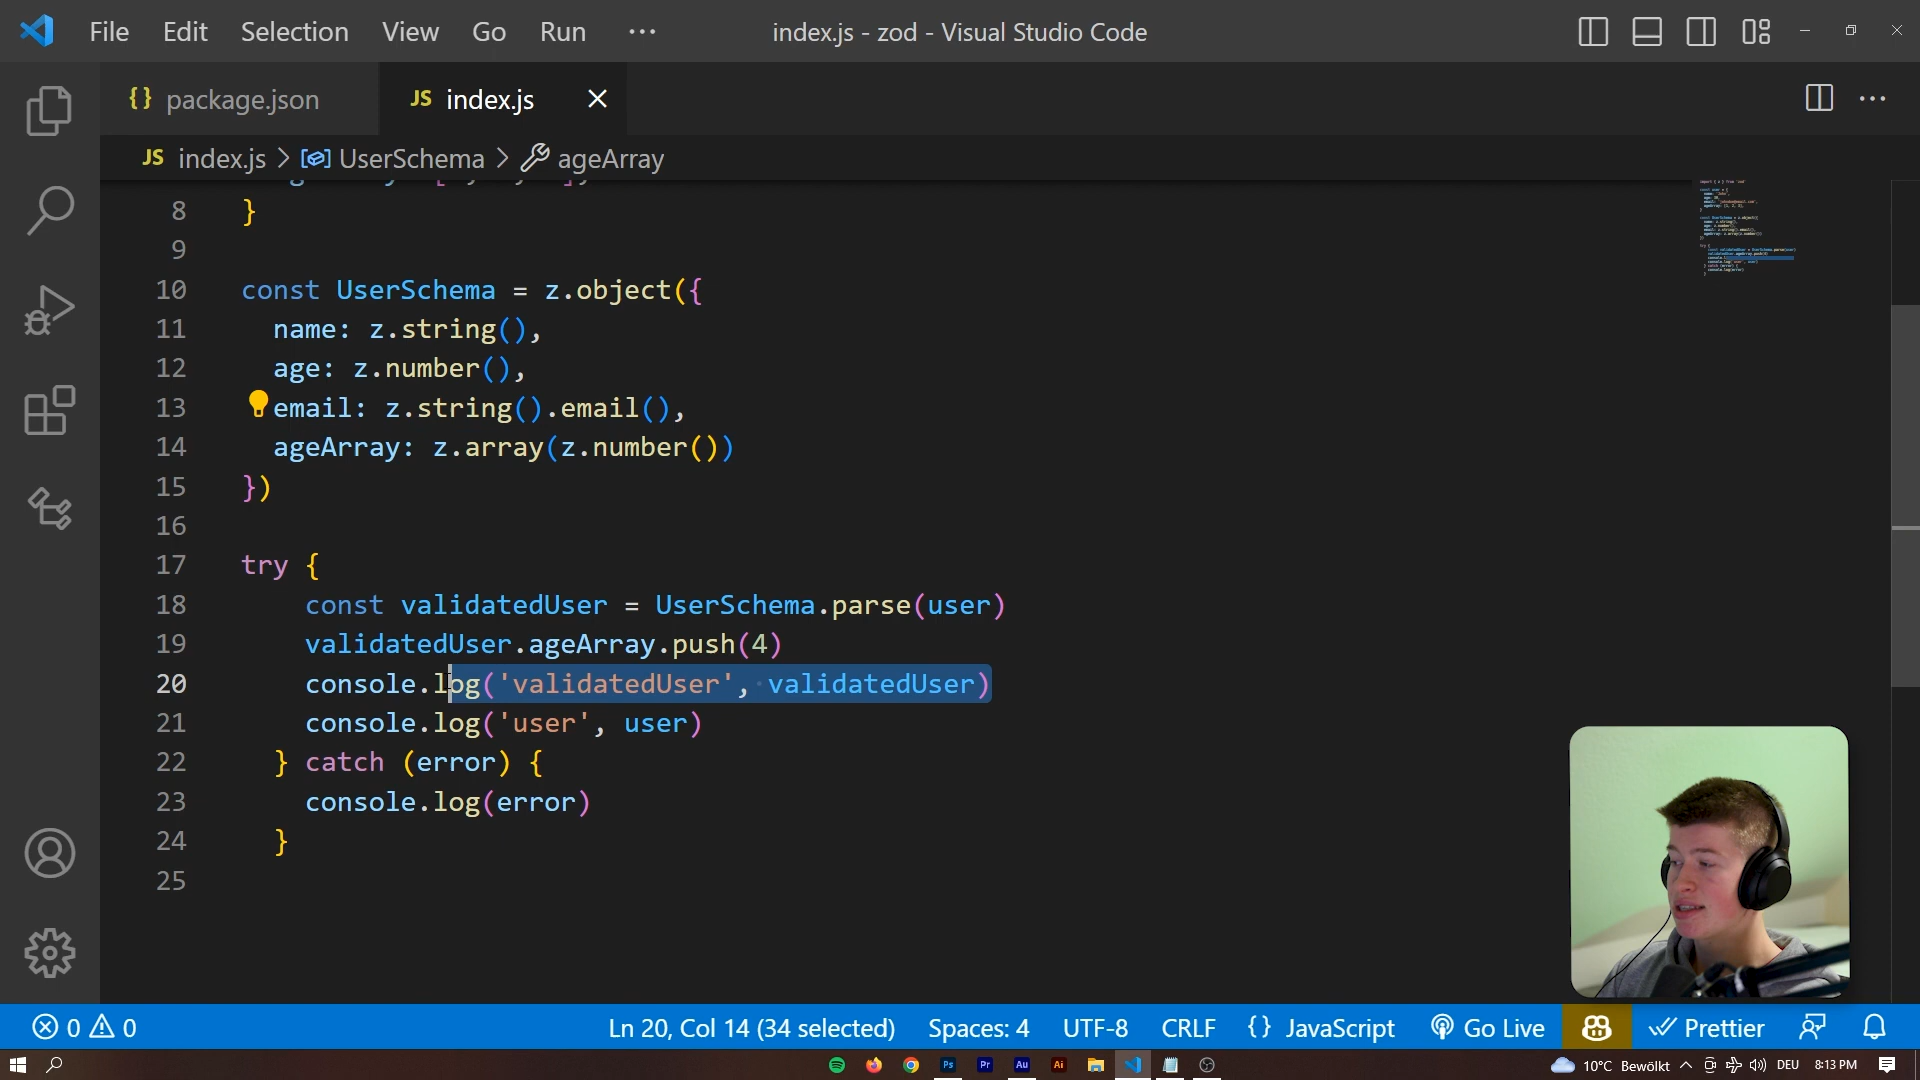 File Edit Selection View Go Run ··· index.js - zod - Visual Studio Code
{} package.json JS index.js
JS index.js > UserSchema > ageArray
8 }
9
10 const UserSchema = z.object({
11 name: z.string(),
12 age: z.number(),
13 email: z.string().email(),
14 ageArray: z.array(z.number())
15 })
16
17 try {
18 const validatedUser = UserSchema.parse(user)
19 validatedUser.ageArray.push(4)
20 console.log('validatedUser', validatedUser)
21 console.log('user', user)
22 } catch (error) {
23 console.log(error)
24 }
25
0 0 Ln 20, Col 14 (34 selected) Spaces: 4 UTF-8 CRLF {} JavaScript Go Live Prettier
Ps Pr Au Ai 10°C Bewölkt DEU 8:13 PM